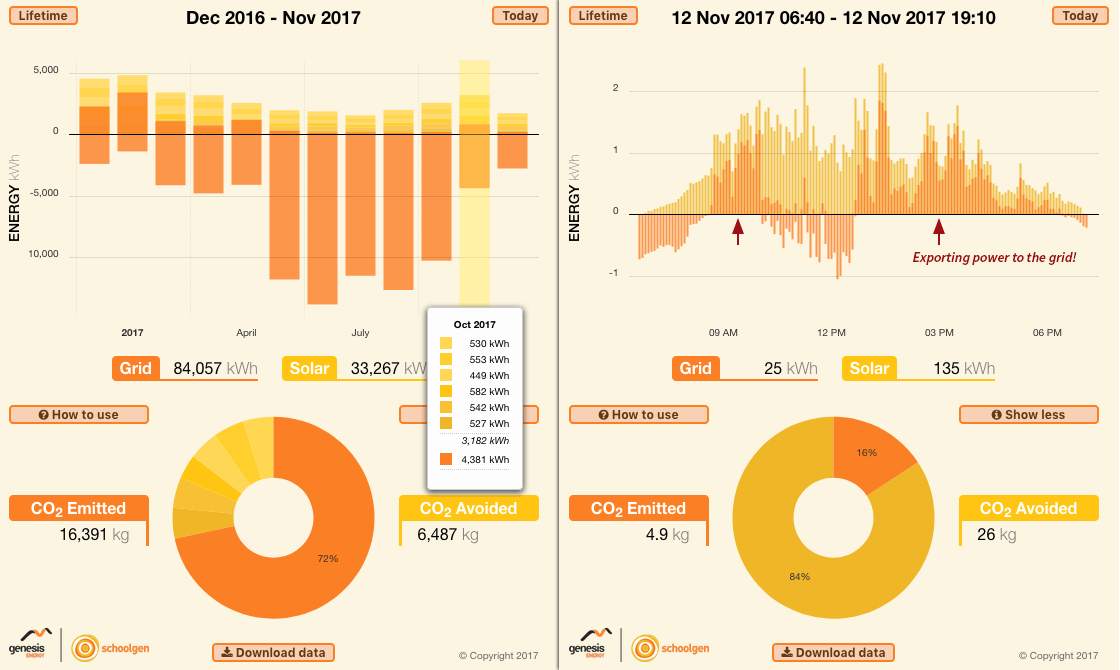 Lifetime
Dec 2016 - Nov 2017
Today
5,000
0
-5,000
10,000
ENERGY kWh
2017
April
July
Oct 2017
530 kWh
553 kWh
449 kWh
582 kWh
542 kWh
527 kWh
3,182 kWh
4,381 kWh
Grid 84,057 kWh
Solar 33,267 kW
How to use
CO2 Emitted
16,391 kg
72%
CO2 Avoided
6,487 kg
genesis
ENERGY
schoolgen
Download data
© Copyright 2017
Lifetime
12 Nov 2017 06:40 - 12 Nov 2017 19:10
Today
2
1
0
-1
ENERGY kWh
Exporting power to the grid!
09 AM
12 PM
03 PM
06 PM
Grid 25 kWh
Solar 135 kWh
How to use
Show less
16%
84%
CO2 Emitted
4.9 kg
CO2 Avoided
26 kg
genesis
ENERGY
schoolgen
Download data
© Copyright 2017